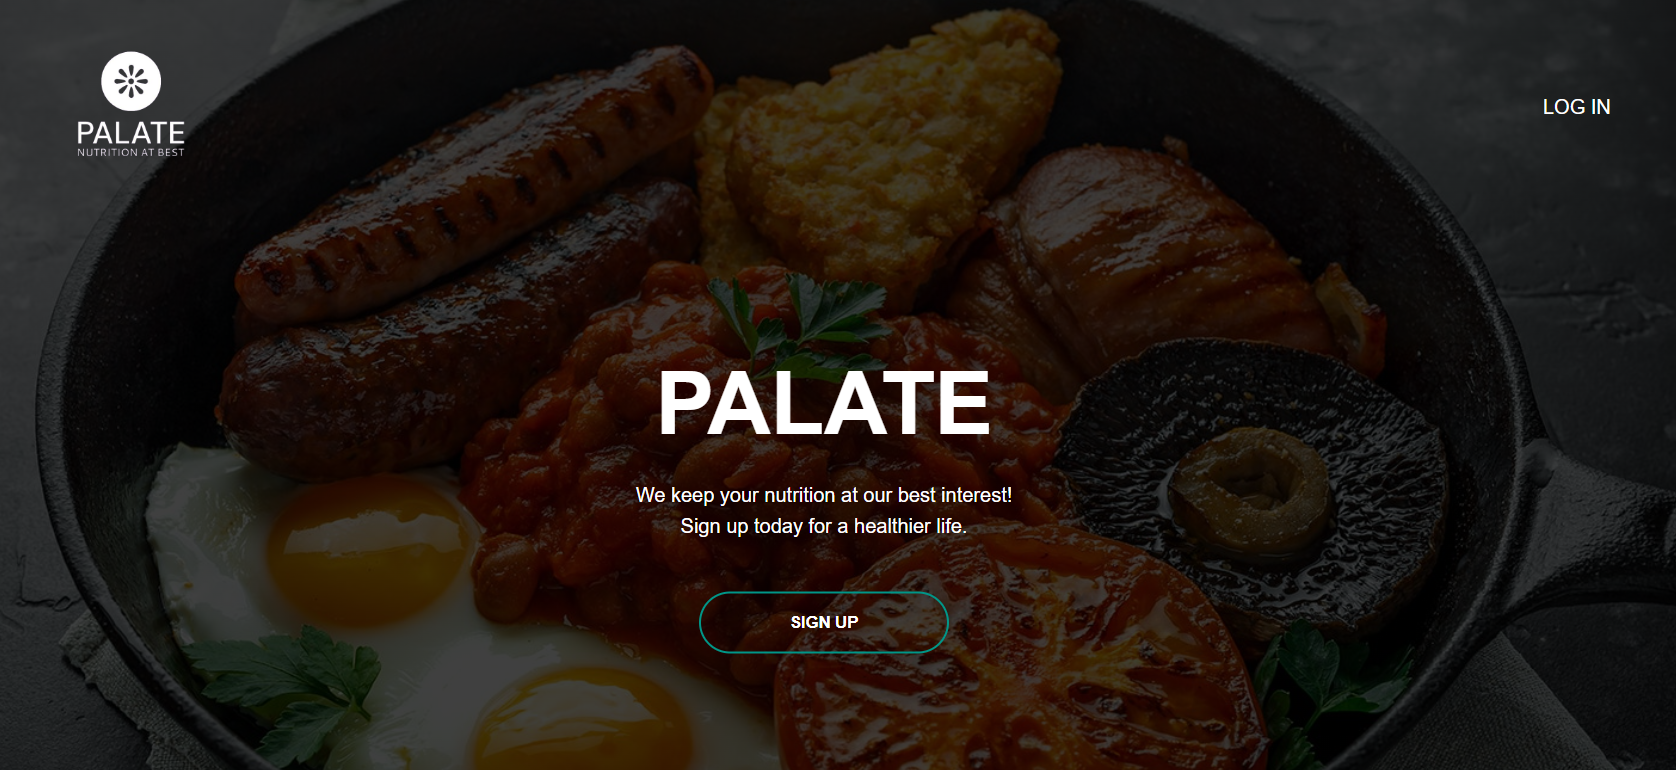 PALATE
NUTRITION AT BEST
LOG IN
PALATE
We keep your nutrition at our best interest!
Sign up today for a healthier life.
SIGN UP